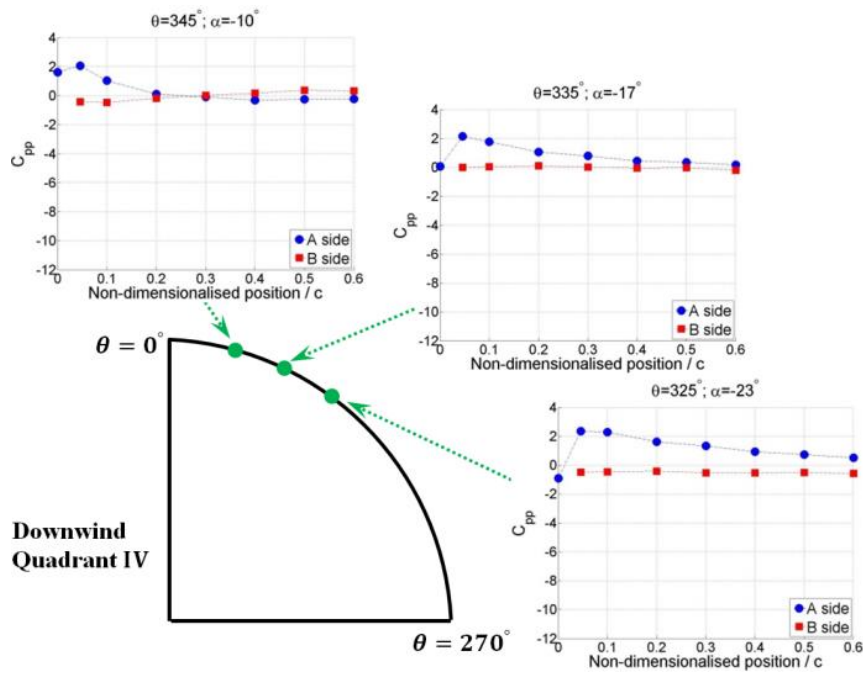 θ=345°; α=-10°
4
2
0
-2
-4
-6
-8
-10
-12
C_pp
A side
B side
0 0.1 0.2 0.3 0.4 0.5 0.6
Non-dimensionalised position / c
θ=335°; α=-17°
4
2
0
-2
-4
-6
-8
-10
-12
C_pp
A side
B side
0 0.1 0.2 0.3 0.4 0.5 0.6
Non-dimensionalised position / c
θ = 0°
θ=325°; α=-23°
4
2
0
-2
-4
-6
-8
-10
-12
C_pp
A side
B side
0 0.1 0.2 0.3 0.4 0.5 0.6
Non-dimensionalised position / c
Downwind
Quadrant IV
θ = 270°